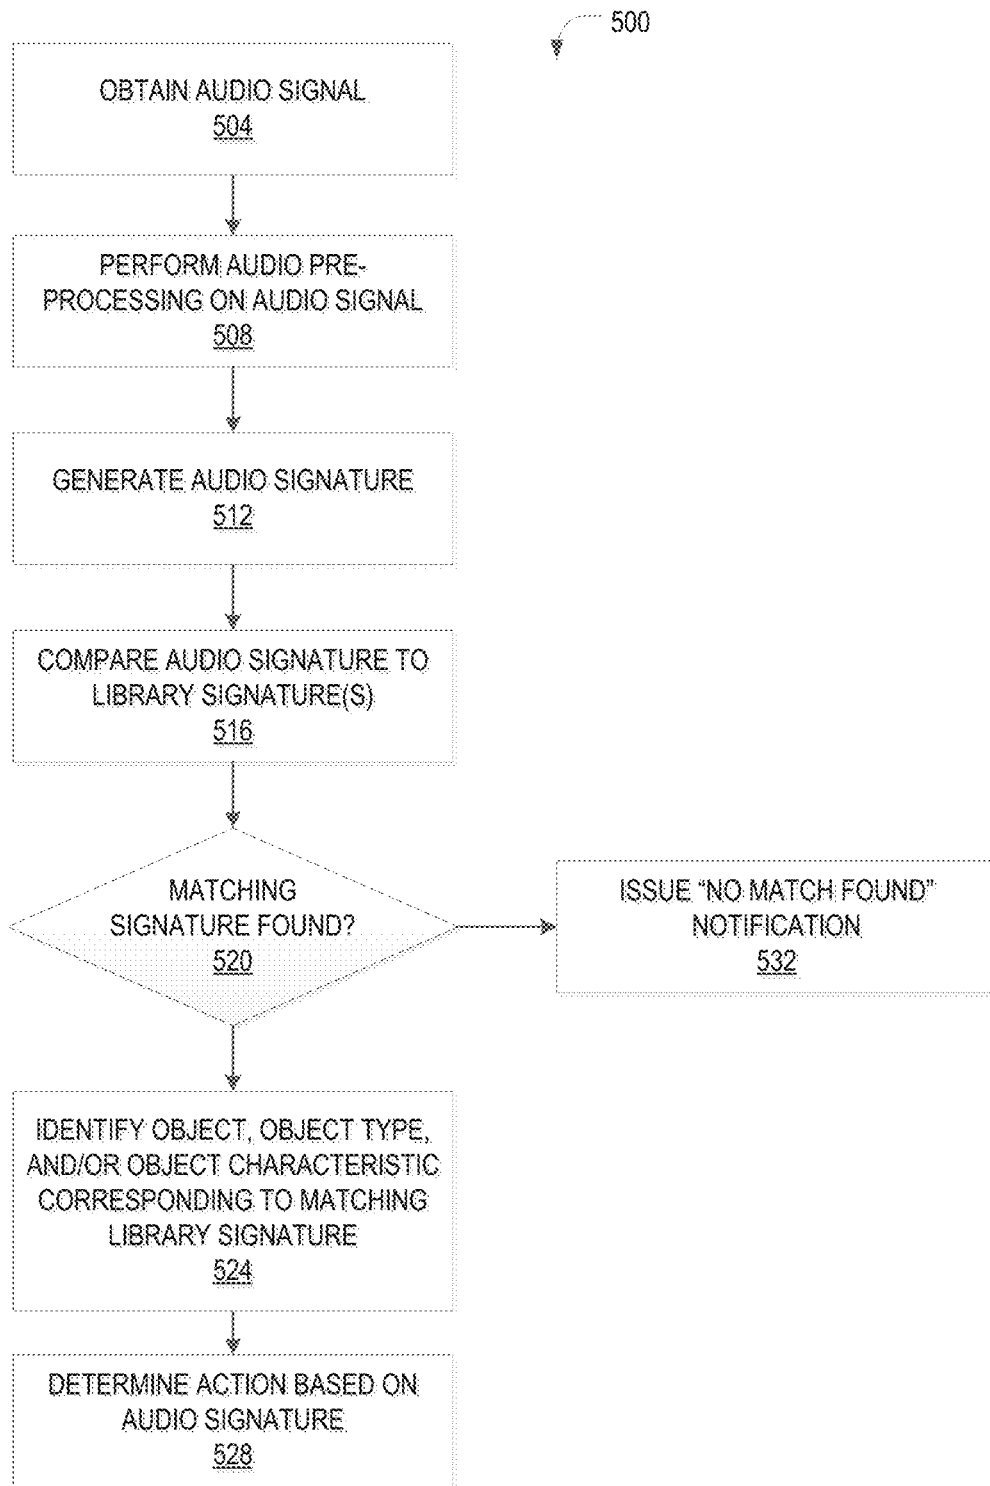 500
OBTAIN AUDIO SIGNAL
504
PERFORM AUDIO PRE-
PROCESSING ON AUDIO SIGNAL
508
GENERATE AUDIO SIGNATURE
512
COMPARE AUDIO SIGNATURE TO
LIBRARY SIGNATURE(S)
516
MATCHING
SIGNATURE FOUND?
520
ISSUE “NO MATCH FOUND”
NOTIFICATION
532
IDENTIFY OBJECT, OBJECT TYPE,
AND/OR OBJECT CHARACTERISTIC
CORRESPONDING TO MATCHING
LIBRARY SIGNATURE
524
DETERMINE ACTION BASED ON
AUDIO SIGNATURE
528